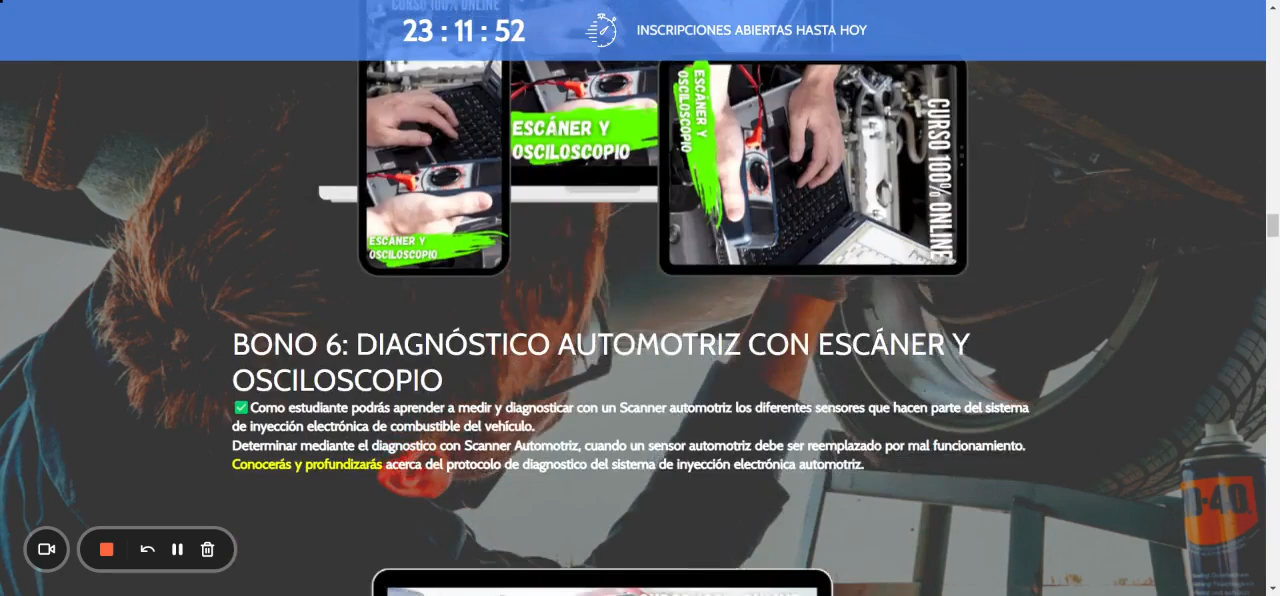 CURSO 100% ONLINE
23 : 11 : 52
INSCRIPCIONES ABIERTAS HASTA HOY
ESCÁNER Y
OSCILOSCOPIO
ESCÁNER Y
OSCILOSCOPIO
ESCÁNER Y
OSCILOSCOPIO
CURSO 100% ONLINE
BONO 6: DIAGNÓSTICO AUTOMOTRIZ CON ESCÁNER Y
OSCILOSCOPIO
✅Como estudiante podrás aprender a medir y diagnosticar con un Scanner automotriz los diferentes sensores que hacen parte del sistema
de inyección electrónica de combustible del vehículo.
Determinar mediante el diagnostico con Scanner Automotriz, cuando un sensor automotriz debe ser reemplazado por mal funcionamiento.
Conocerás y profundizarás acerca del protocolo de diagnostico del sistema de inyección electrónica automotriz.
D-40